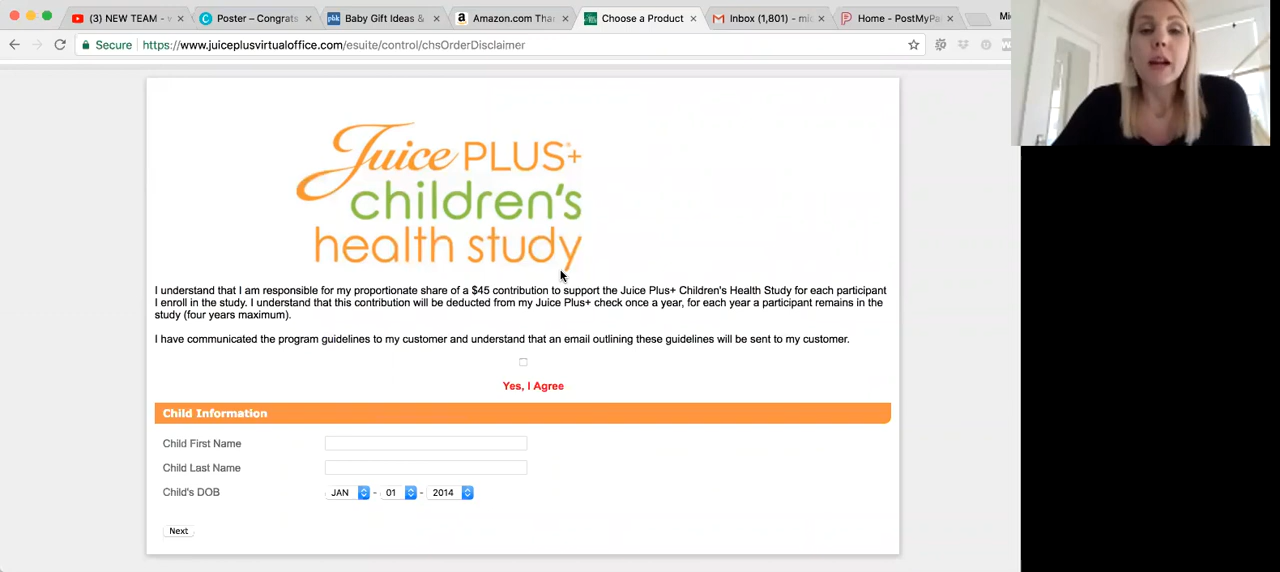 (3) NEW TEAM - v
Poster – Congrats
Baby Gift Ideas &
Amazon.com Than
Choose a Product
Inbox (1,801) - mic
Home - PostMyPa
Secure
https://www.juiceplusvirtualoffice.com/esuite/control/chsOrderDisclaimer
Juice PLUS+
children's
health study
I understand that I am responsible for my proportionate share of a $45 contribution to support the Juice Plus+ Children's Health Study for each participant
I enroll in the study. I understand that this contribution will be deducted from my Juice Plus+ check once a year, for each year a participant remains in the
study (four years maximum).
I have communicated the program guidelines to my customer and understand that an email outlining these guidelines will be sent to my customer.
Yes, I Agree
Child Information
Child First Name
Child Last Name
Child's DOB JAN - 01 - 2014
Next